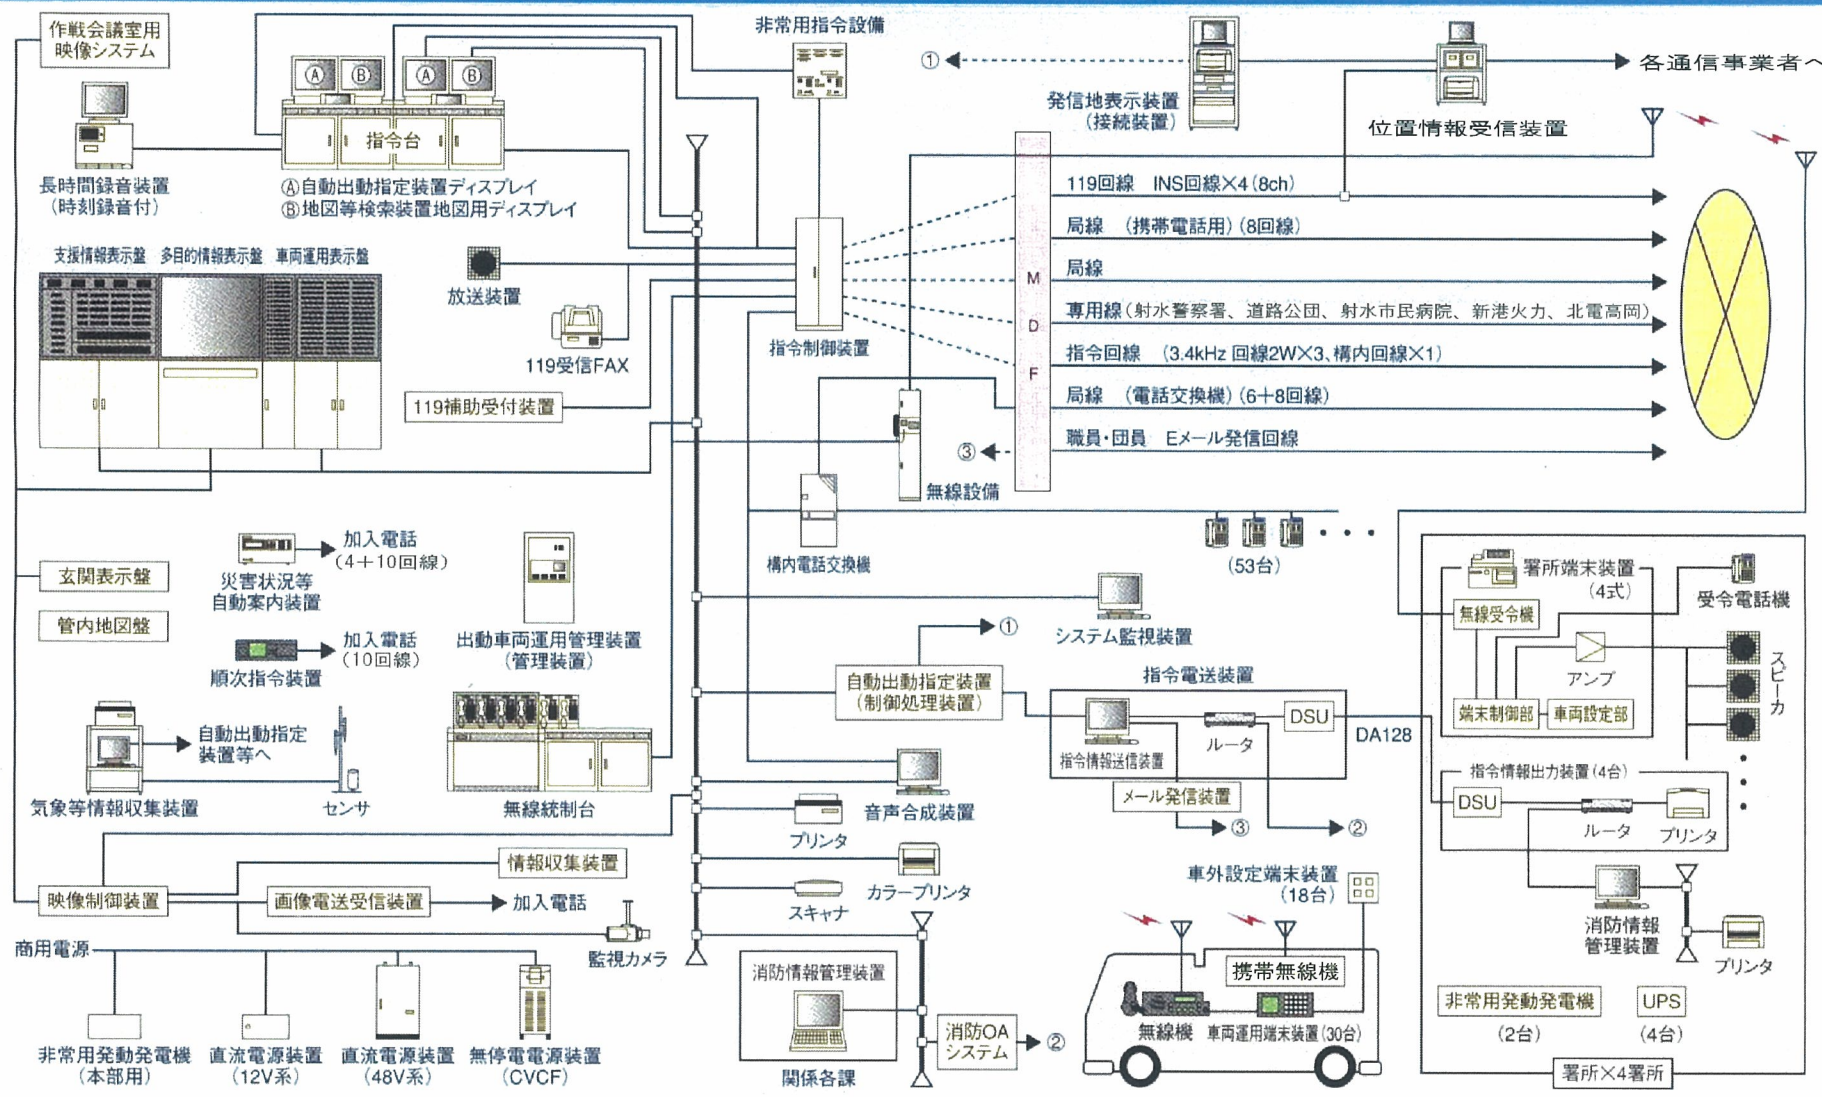 作戦会議室用
映像システム
長時間録音装置
(時刻録音付)
Ⓐ
Ⓑ
Ⓐ
Ⓑ
指令台
Ⓐ自動出動指定装置ディスプレイ
Ⓑ地図等検索装置地図用ディスプレイ
非常用指令設備
①
発信地表示装置
(接続装置)
各通信事業者へ
位置情報受信装置
支援情報表示盤
多目的情報表示盤
車両運用表示盤
放送装置
119受信FAX
119補助受付装置
指令制御装置
M
D
F
119回線 INS回線×4(8ch)
局線 (携帯電話用)(8回線)
局線
専用線(射水警察署、道路公団、射水市民病院、新港火力、北電高岡)
指令回線 (3.4kHz 回線2W×3、構内回線×1)
局線 (電話交換機)(6+8回線)
職員・団員 Eメール発信回線
③
無線設備
構内電話交換機
(53台)
玄関表示盤
管内地図盤
災害状況等
自動案内装置
加入電話
(4+10回線)
順次指令装置
加入電話
(10回線)
出動車両運用管理装置
(管理装置)
気象等情報収集装置
自動出動指定
装置等へ
センサ
無線統制台
システム監視装置
①
自動出動指定装置
(制御処理装置)
指令電送装置
指令情報送信装置
ルータ
DSU
DA128
メール発信装置
③
②
音声合成装置
プリンタ
カラープリンタ
スキャナ
映像制御装置
情報収集装置
画像電送受信装置
加入電話
監視カメラ
商用電源
非常用発動発電機
(本部用)
直流電源装置
(12V系)
直流電源装置
(48V系)
無停電電源装置
(CVCF)
消防情報管理装置
関係各課
消防OA
システム
②
車外設定端末装置
(18台)
携帯無線機
無線機
車両運用端末装置(30台)
署所端末装置
(4式)
受令電話機
無線受令機
アンプ
スピーカ
端末制御部
車両設定部
指令情報出力装置(4台)
DSU
ルータ
プリンタ
消防情報
管理装置
プリンタ
非常用発動発電機
(2台)
UPS
(4台)
署所×4署所